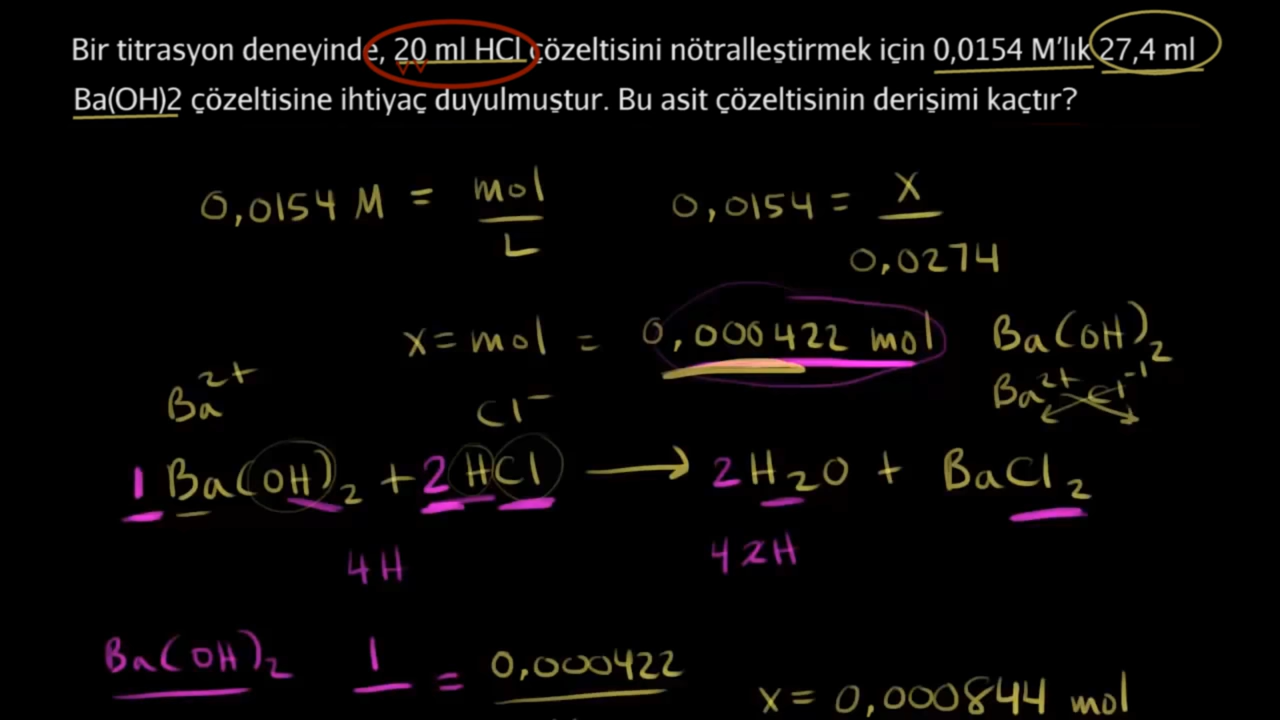 Bir titrasyon deneyinde, 20 ml HCl çözeltisini nötralleştirmek için 0,0154 M'lık 27,4 ml
Ba(OH)2 çözeltisine ihtiyaç duyulmuştur. Bu asit çözeltisinin derişimi kaçtır?
0,0154 M = mol / L
0,0154 = x / 0,0274
x = mol = 0,000422 mol
Ba(OH)₂
Ba²⁺ Cl⁻¹
Ba²⁺
Cl⁻
1 Ba(OH)₂ + 2 HCl → 2 H₂O + BaCl₂
4H
4 2H
Ba(OH)₂ 1 = 0,000422
x = 0,000844 mol